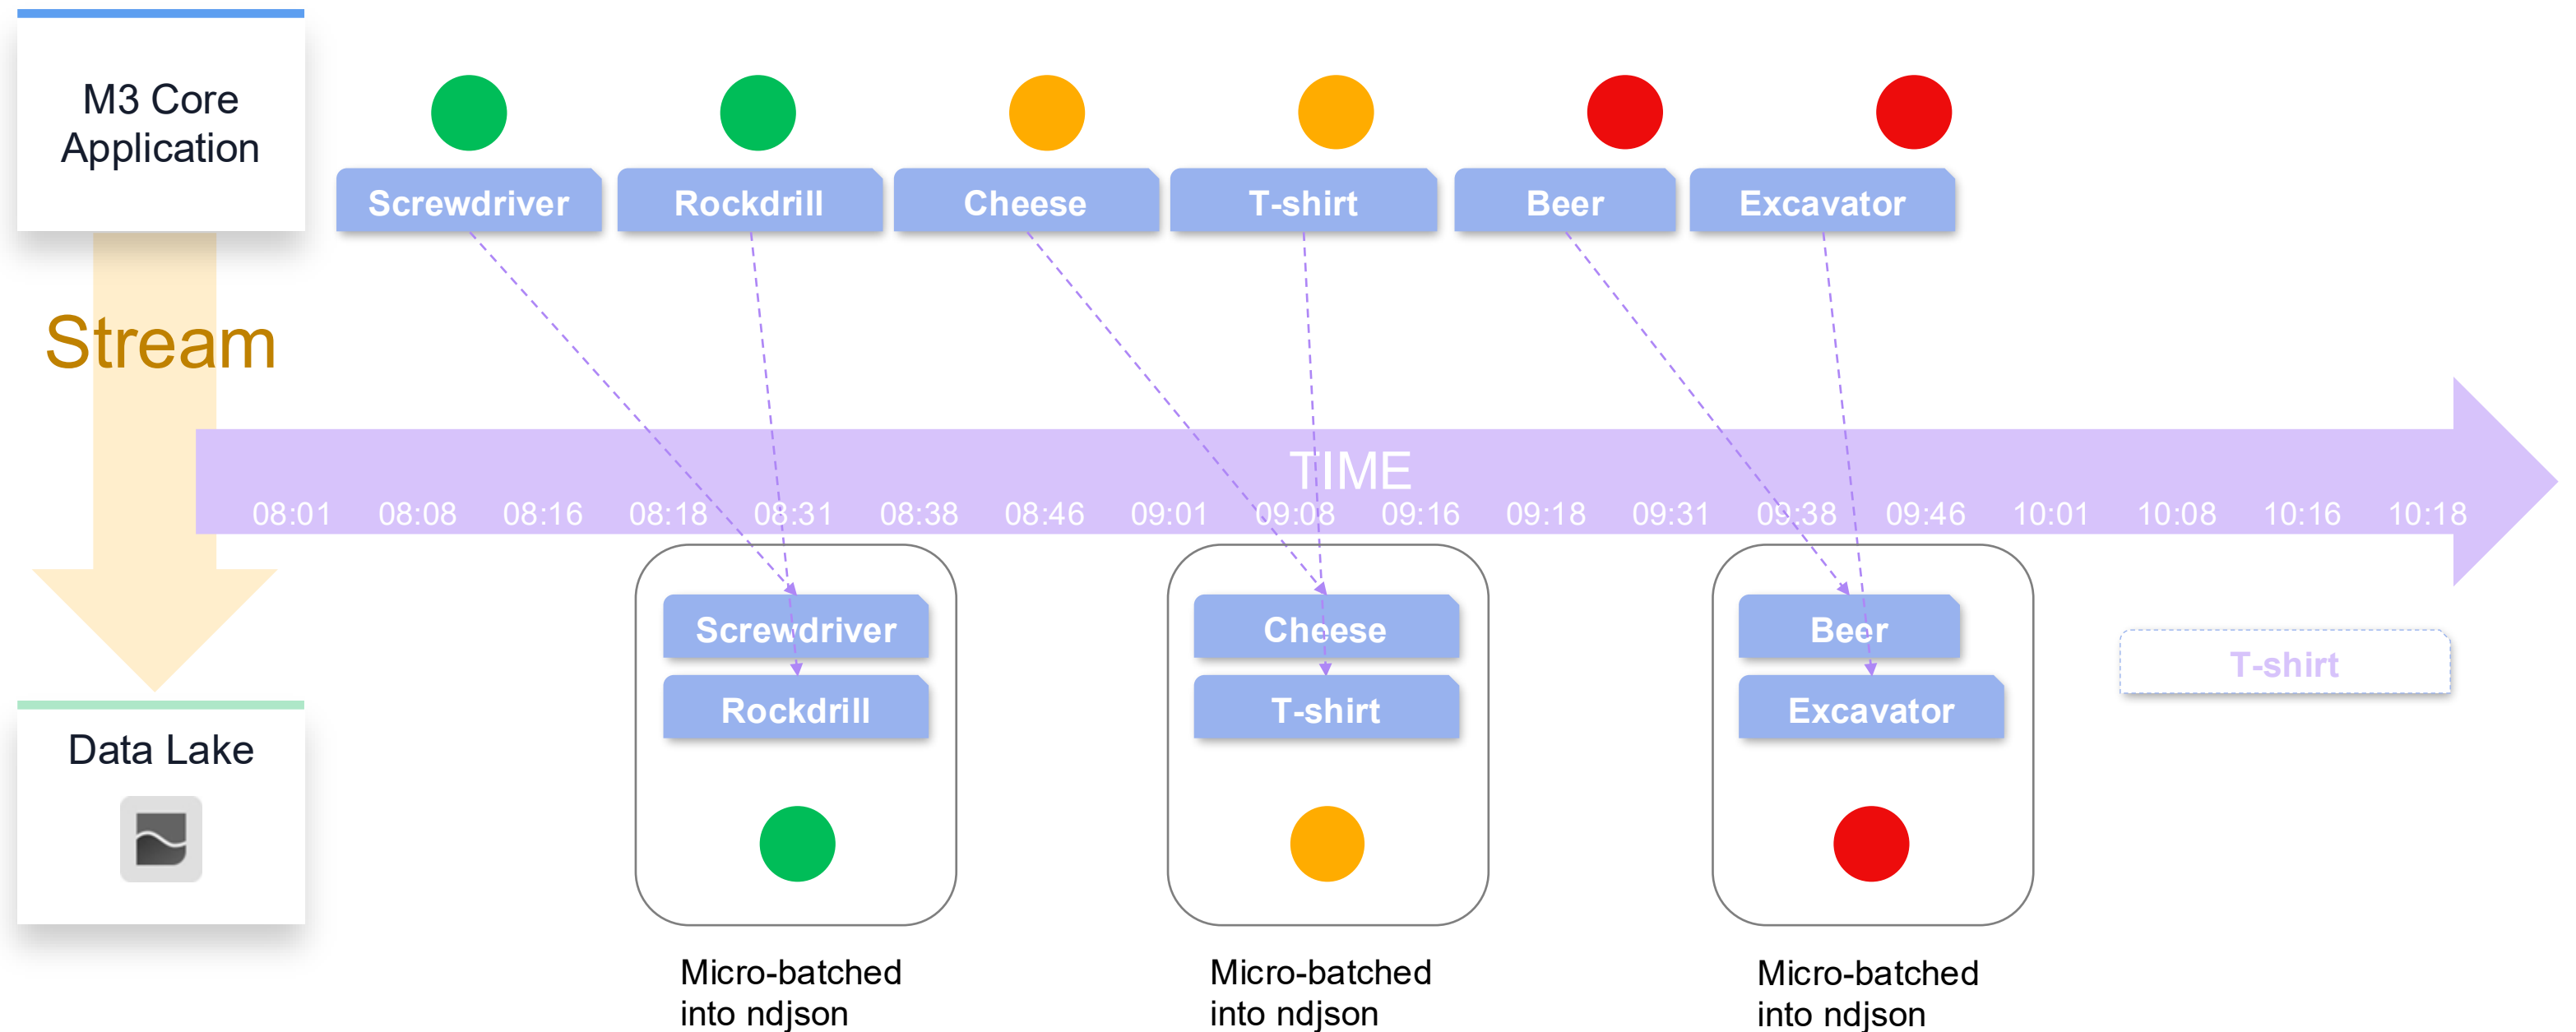 M3 Core
Application
Screwdriver
Rockdrill
Cheese
T-shirt
Beer
Excavator
Stream
TIME
08:01 08:08 08:16 08:18 08:31 08:38 08:46 09:01 09:08 09:16 09:18 09:31 09:38 09:46 10:01 10:08 10:16 10:18
Screwdriver
Rockdrill
Cheese
T-shirt
Beer
Excavator
T-shirt
Data Lake
Micro-batched
into ndjson
Micro-batched
into ndjson
Micro-batched
into ndjson